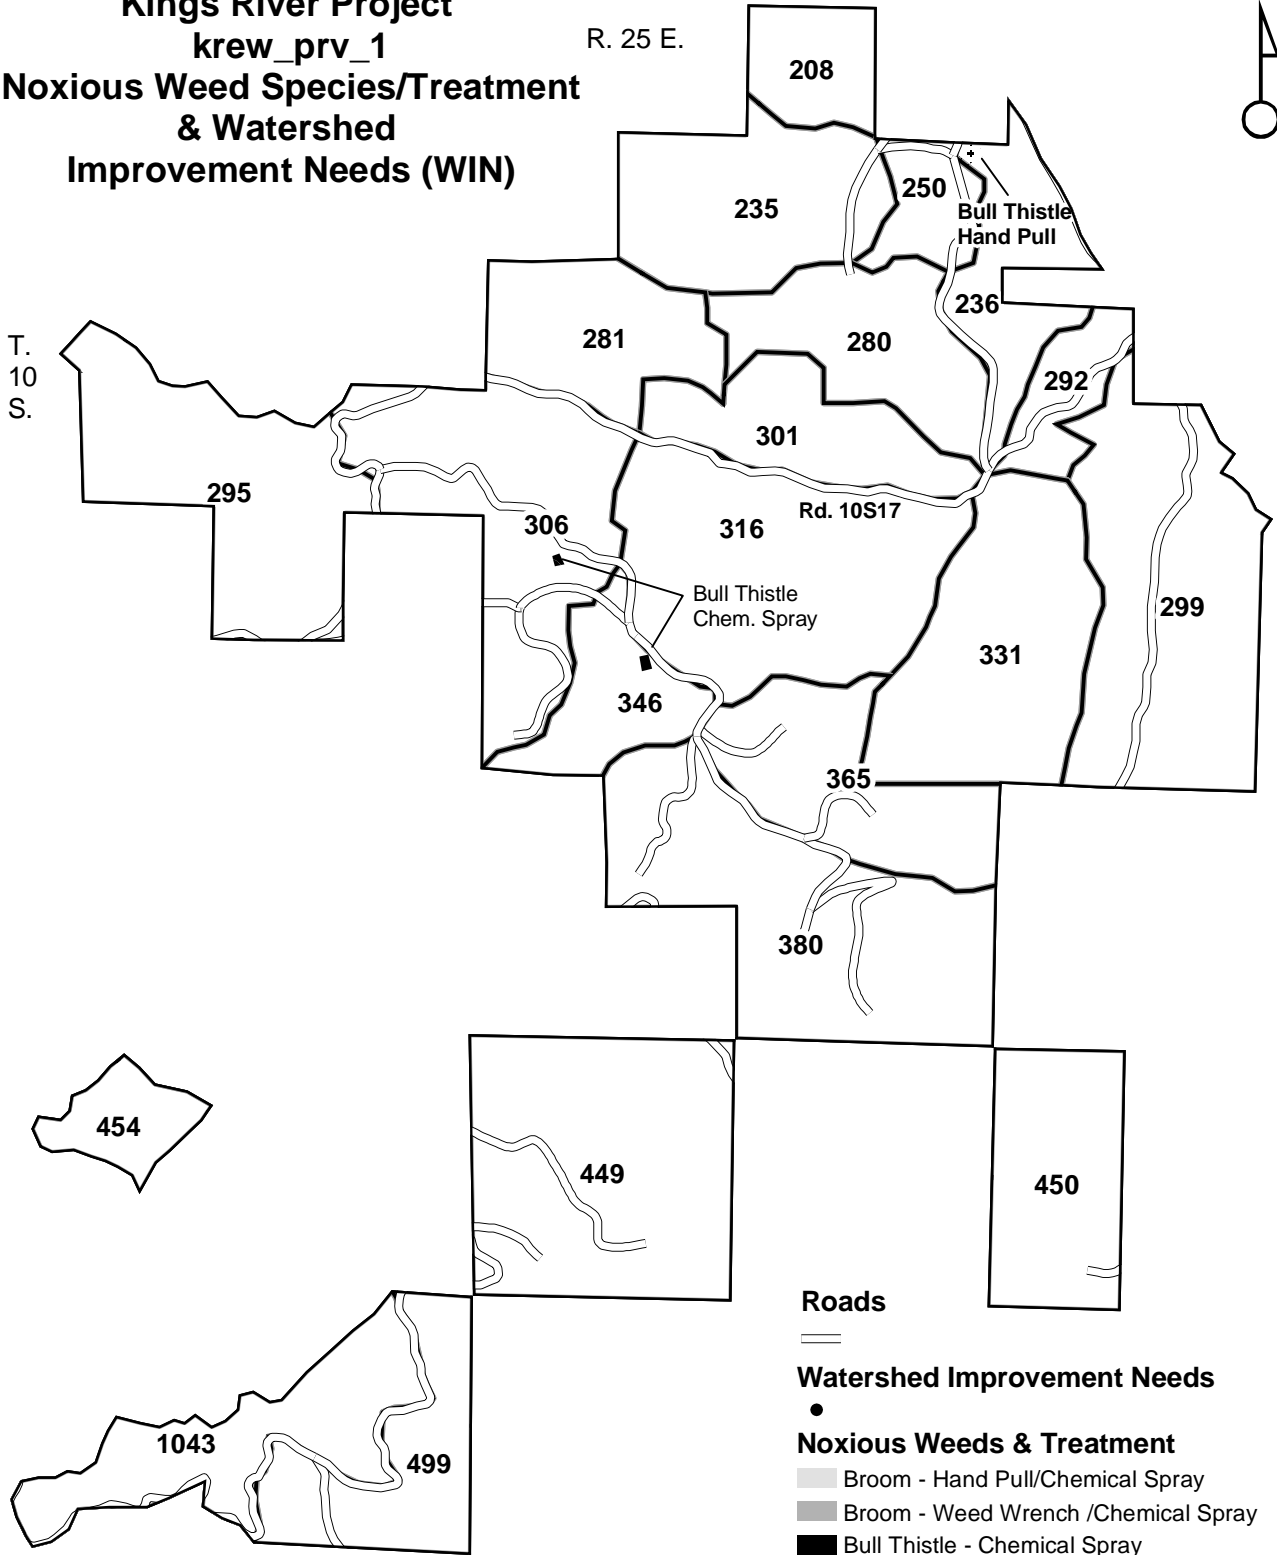 Kings River Project
krew_prv_1
Noxious Weed Species/Treatment
& Watershed
Improvement Needs (WIN)
R. 25 E.
T.
10
S.
208
235
250
Bull Thistle
Hand Pull
236
281
280
292
301
295
306
316
Rd. 10S17
Bull Thistle
Chem. Spray
299
331
346
365
380
454
449
450
1043
499
Roads
Watershed Improvement Needs
Noxious Weeds & Treatment
Broom - Hand Pull/Chemical Spray
Broom - Weed Wrench /Chemical Spray
Bull Thistle - Chemical Spray